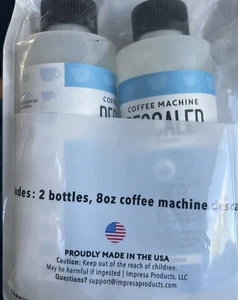 COFFEE
COFFEE MACHINE
DESCALER
udes: 2 bottles, 8oz coffee machine desca
PROUDLY MADE IN THE USA
Caution: Keep out of the reach of children.
May be harmful if ingested | Impresa Products, LLC
Questions? support@impresaproducts.com